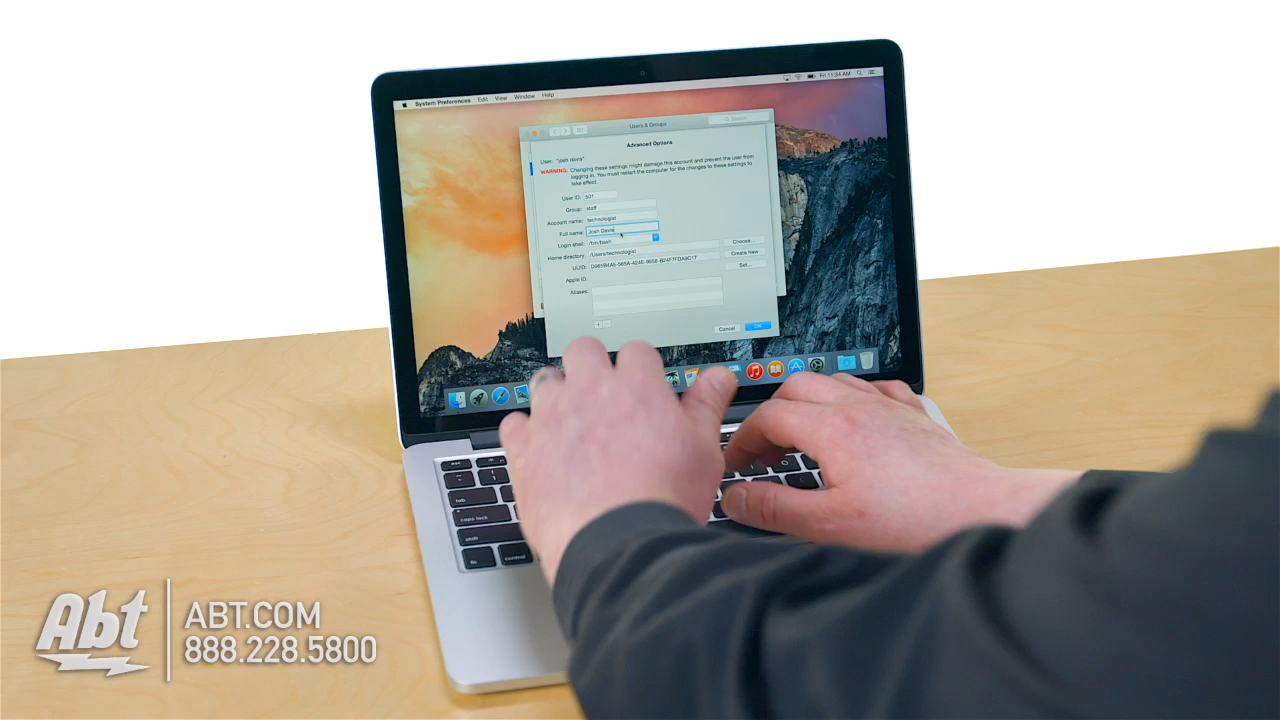 System Preferences Edit View Window Help
Fri 11:34 AM
Users & Groups
Search
Advanced Options
User: "josh davis"
WARNING: Changing these settings might damage this account and prevent the user from
logging in. You must restart the computer for the changes to these settings to
take effect.
User ID: 501
Group: staff
Account name: technologist
Full name: Josh Davis
Login shell: /bin/bash
Home directory: /Users/technologist
Choose...
UUID:
Create new
Apple ID:
Set...
Aliases:
Cancel
OK
esc
tab
caps lock
shift
fn
control
Abt
ABT.COM
888.228.5800